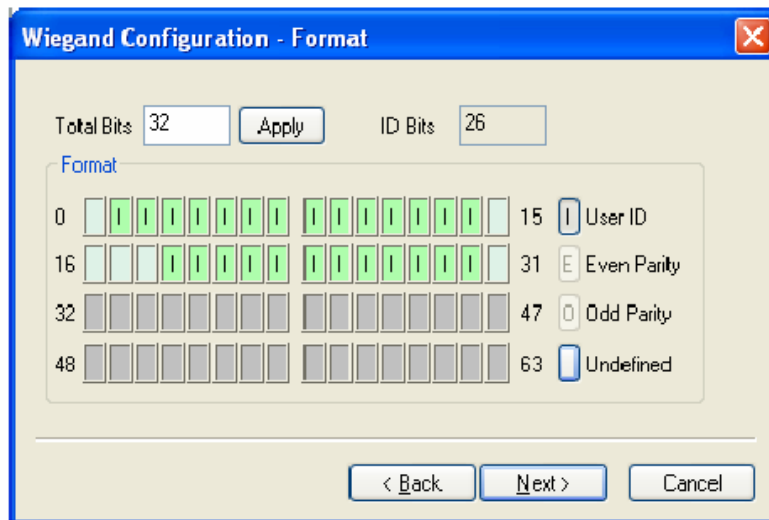 Wiegand Configuration - Format
Total Bits 32 Apply ID Bits 26
Format
0 I I I I I I I I I I I I I I 15 I User ID
16 I I I I I I I I I I I I 31 E Even Parity
32 47 O Odd Parity
48 63 Undefined
< Back Next > Cancel